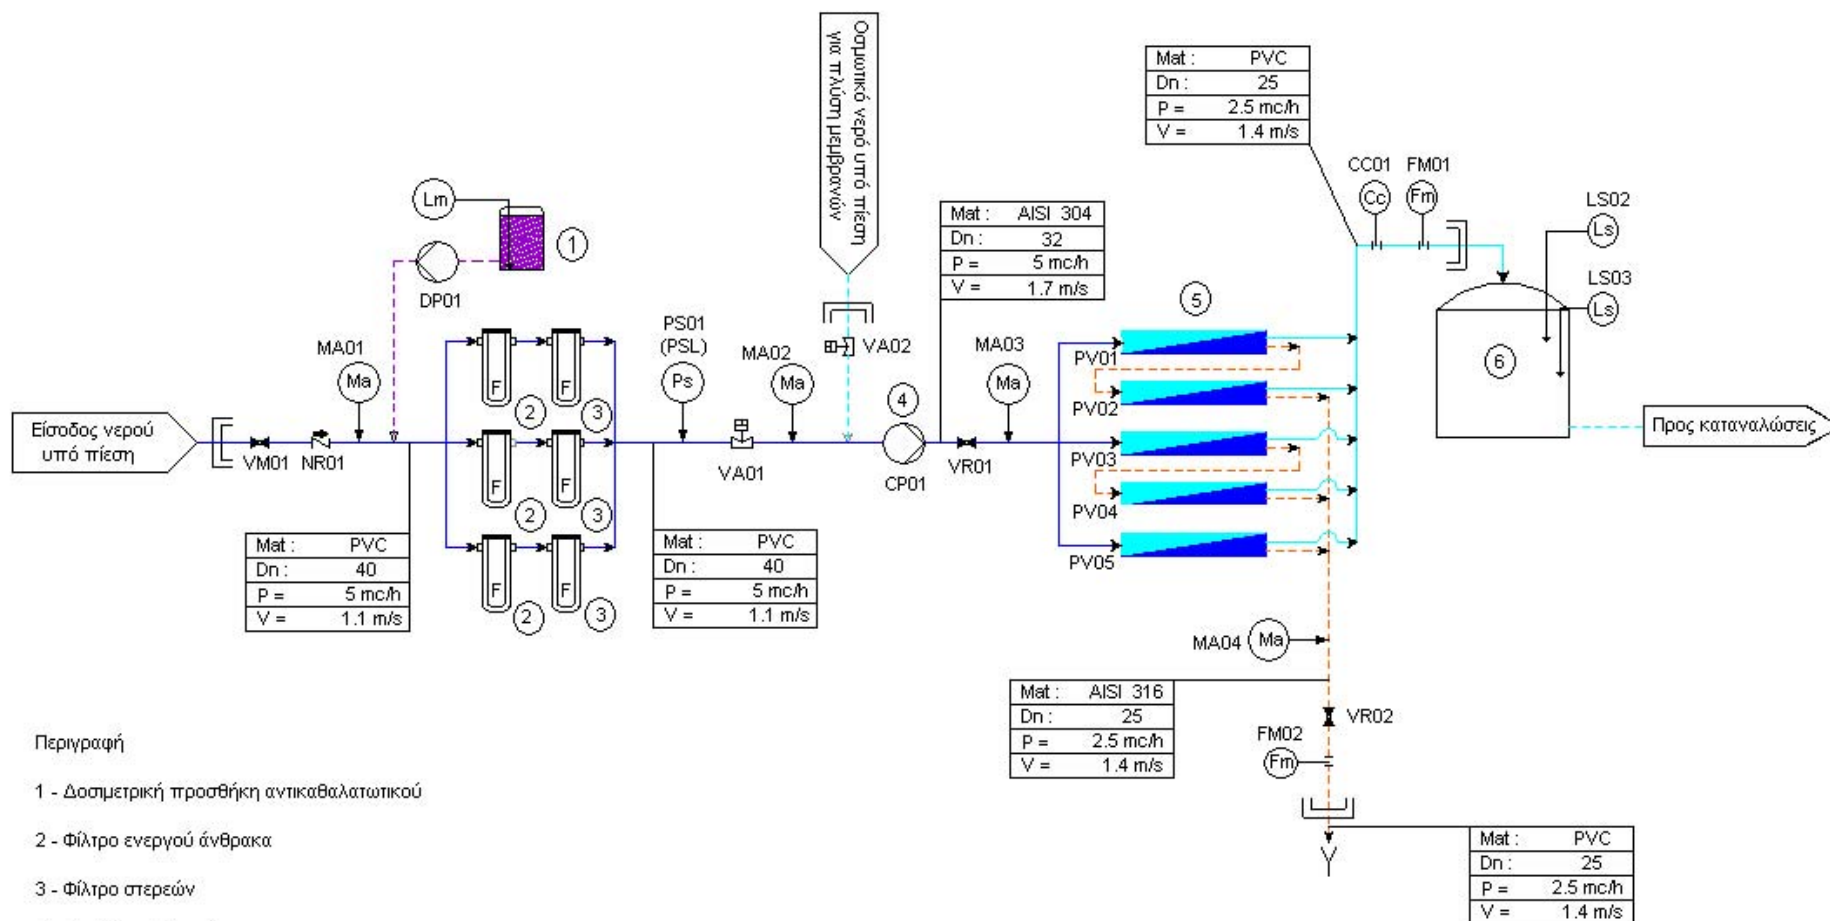 Οσμωτικό νερό υπό πίεση
για πλύση μεμβρανών
Mat : PVC
Dn : 25
P = 2.5 mc/h
V = 1.4 m/s
CC01
FM01
Cc
Fm
LS02
Ls
LS03
Ls
Lm
1
DP01
Mat : AISI 304
Dn : 32
P = 5 mc/h
V = 1.7 m/s
5
6
MA01
Ma
PS01
(PSL)
Ps
MA02
Ma
VA02
MA03
Ma
4
PV01
PV02
PV03
PV04
PV05
F
F
2
3
F
F
2
3
F
F
2
3
Είσοδος νερού
υπό πίεση
VM01
NR01
VA01
CP01
VR01
Προς καταναλώσεις
Mat : PVC
Dn : 40
P = 5 mc/h
V = 1.1 m/s
Mat : PVC
Dn : 40
P = 5 mc/h
V = 1.1 m/s
MA04
Ma
Mat : AISI 316
Dn : 25
P = 2.5 mc/h
V = 1.4 m/s
VR02
FM02
Fm
Mat : PVC
Dn : 25
P = 2.5 mc/h
V = 1.4 m/s
Περιγραφή
1 - Δοσιμετρική προσθήκη αντικαθαλατωτικού
2 - Φίλτρο ενεργού άνθρακα
3 - Φίλτρο στερεών